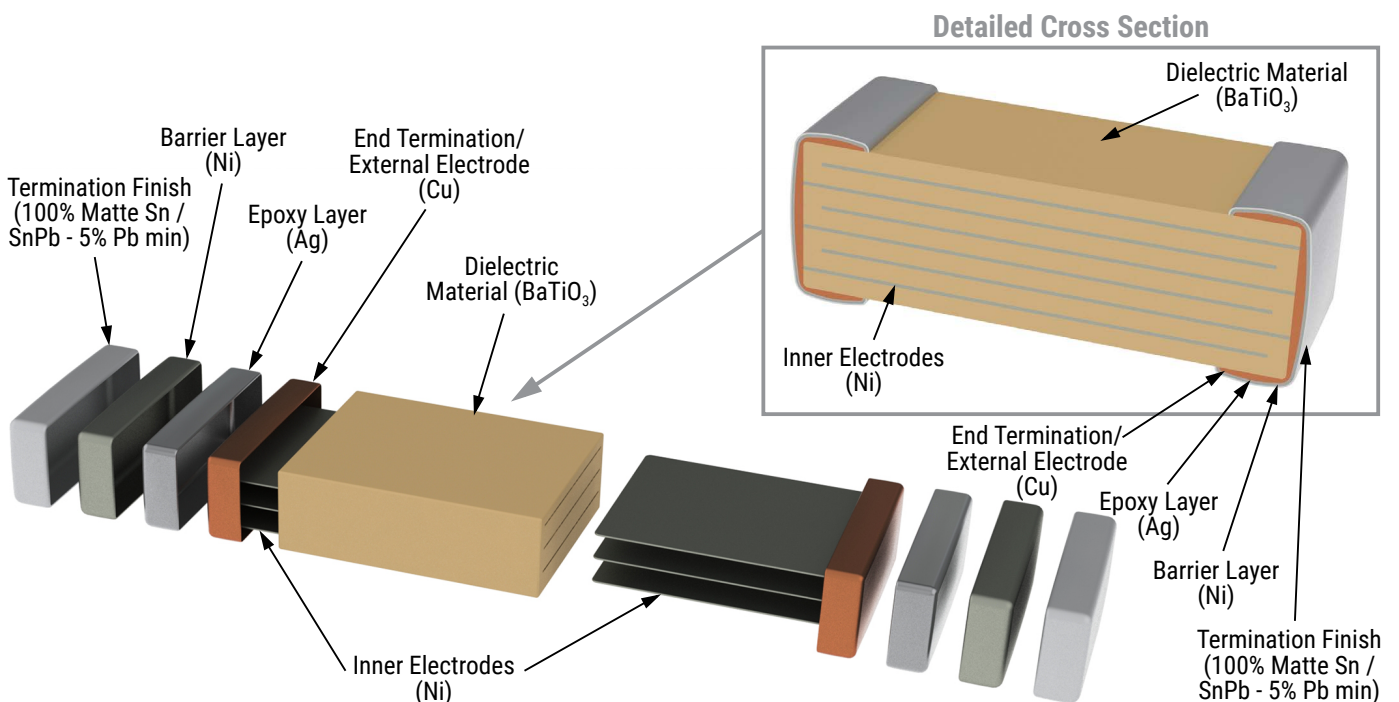 Detailed Cross Section
Dielectric Material
(BaTiO₃)
Barrier Layer
(Ni)
End Termination/
External Electrode
(Cu)
Termination Finish
(100% Matte Sn /
SnPb - 5% Pb min)
Epoxy Layer
(Ag)
Dielectric
Material (BaTiO₃)
Inner Electrodes
(Ni)
End Termination/
External Electrode
(Cu)
Epoxy Layer
(Ag)
Barrier Layer
(Ni)
Termination Finish
(100% Matte Sn /
SnPb - 5% Pb min)
Inner Electrodes
(Ni)